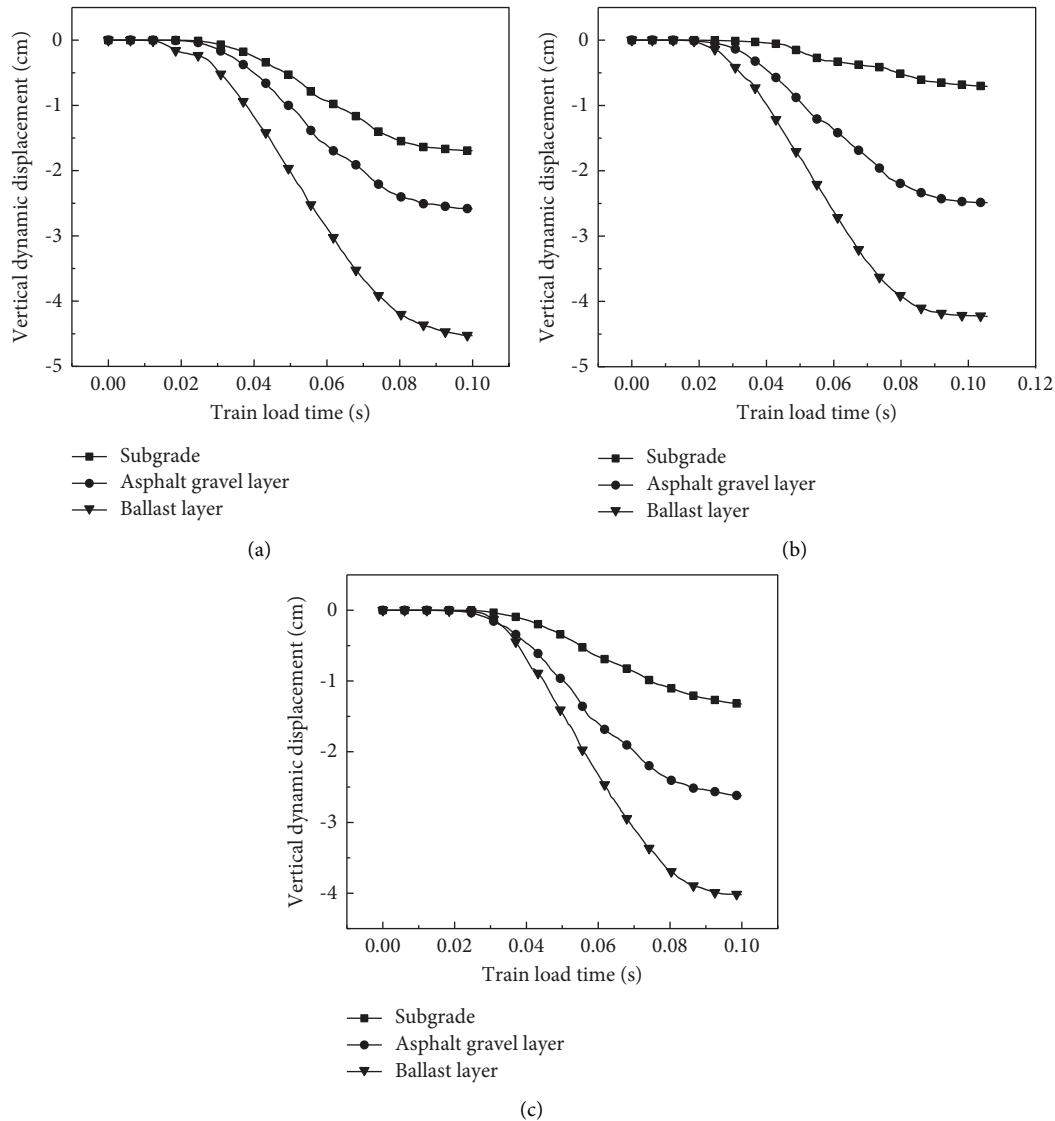 0
-1
-2
-3
-4
-5
Vertical dynamic displacement (cm)
0.00 0.02 0.04 0.06 0.08 0.10
Train load time (s)
Subgrade
Asphalt gravel layer
Ballast layer
(a)
0
-1
-2
-3
-4
-5
Vertical dynamic displacement (cm)
0.00 0.02 0.04 0.06 0.08 0.10 0.12
Train load time (s)
Subgrade
Asphalt gravel layer
Ballast layer
(b)
0
-1
-2
-3
-4
Vertical dynamic displacement (cm)
0.00 0.02 0.04 0.06 0.08 0.10
Train load time (s)
Subgrade
Asphalt gravel layer
Ballast layer
(c)